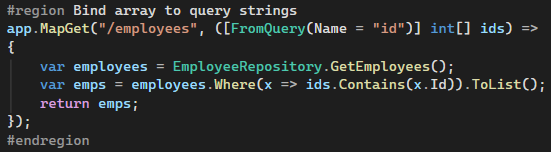 #region Bind array to query strings
app.MapGet("/employees", ([FromQuery(Name = "id")] int[] ids) =>
{
    var employees = EmployeeRepository.GetEmployees();
    var emps = employees.Where(x => ids.Contains(x.Id)).ToList();
    return emps;
});
#endregion